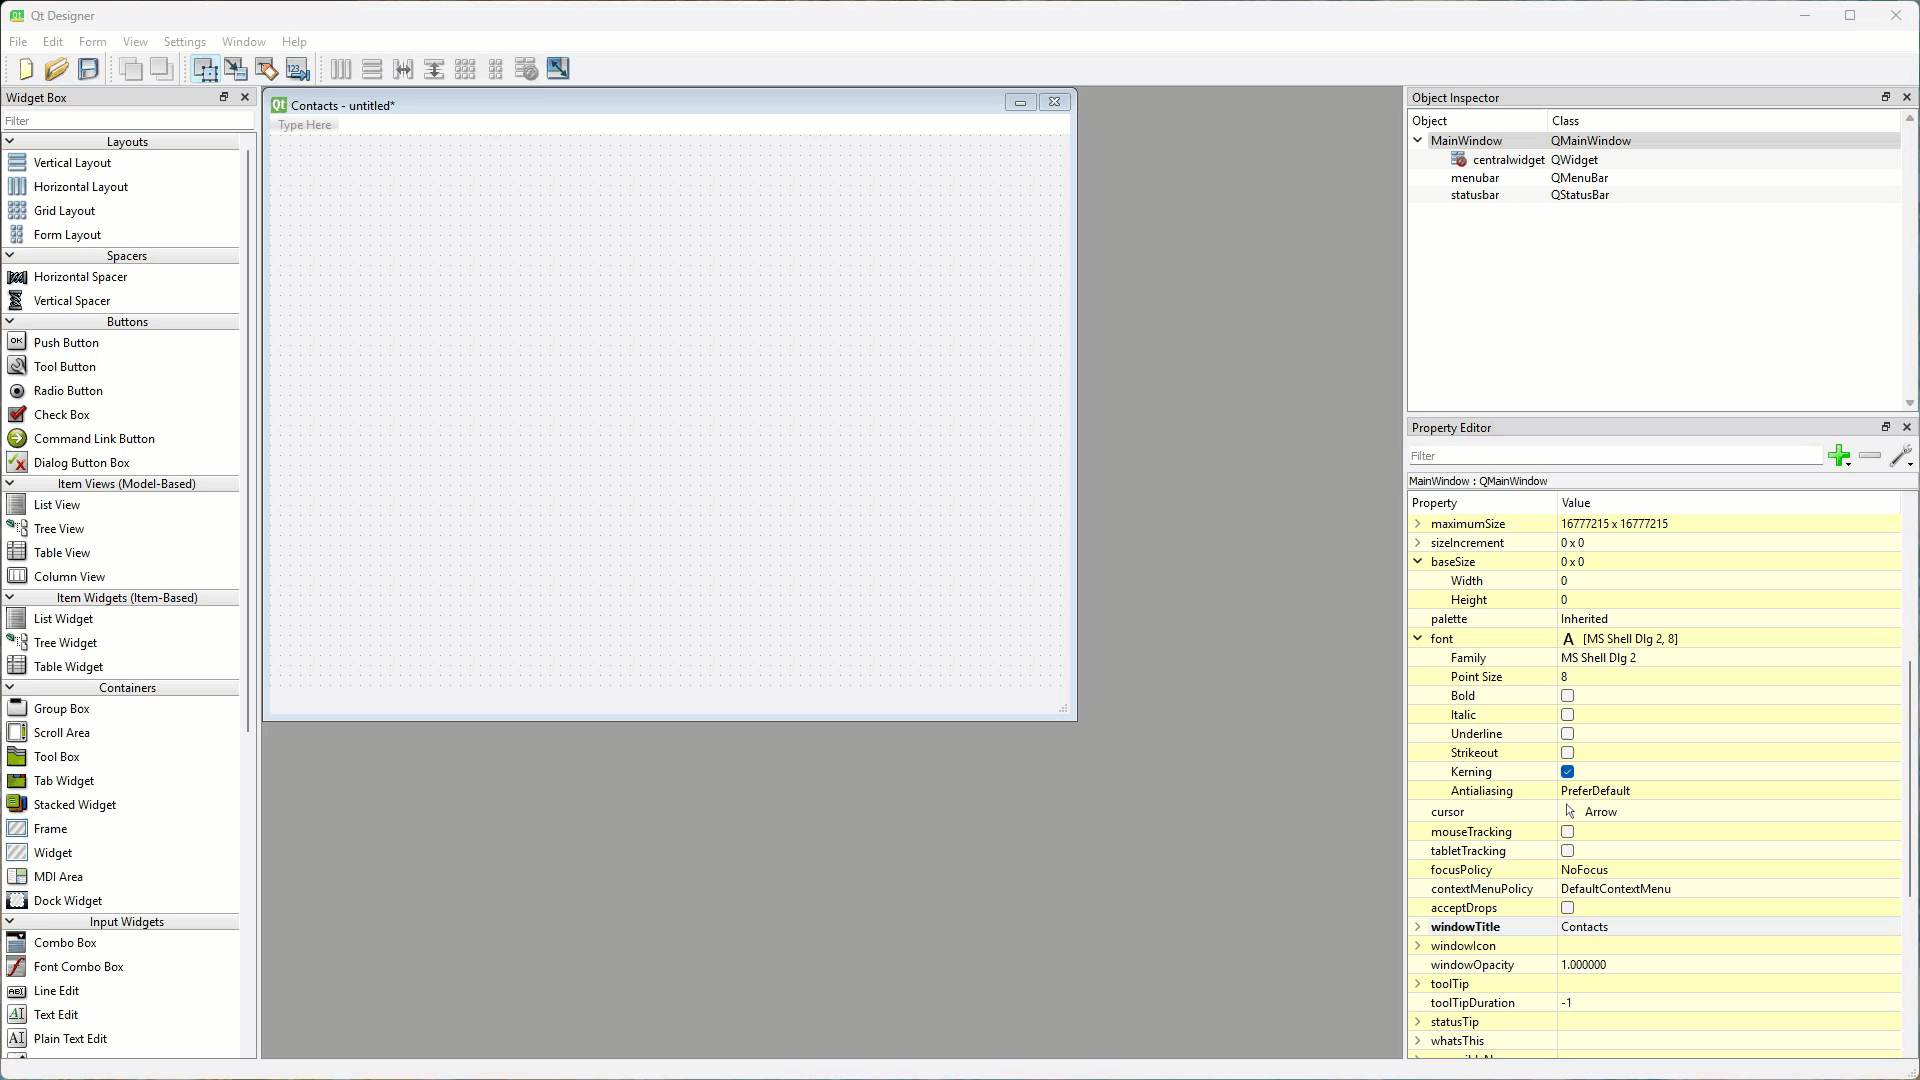 Qt Designer
File Edit Form View Settings Window Help
Widget Box
Filter
Layouts
Vertical Layout
Horizontal Layout
Grid Layout
Form Layout
Spacers
Horizontal Spacer
Vertical Spacer
Buttons
OK Push Button
Tool Button
Radio Button
Check Box
Command Link Button
Dialog Button Box
Item Views (Model-Based)
List View
Tree View
Table View
Column View
Item Widgets (Item-Based)
List Widget
Tree Widget
Table Widget
Containers
Group Box
Scroll Area
Tool Box
Tab Widget
Stacked Widget
Frame
Widget
MDI Area
Dock Widget
Input Widgets
Combo Box
Font Combo Box
Line Edit
Text Edit
Plain Text Edit
Qt Contacts - untitled*
Type Here
Object Inspector
Object Class
MainWindow QMainWindow
centralwidget QWidget
menubar QMenuBar
statusbar QStatusBar
Property Editor
Filter
MainWindow : QMainWindow
Property Value
maximumSize 16777215 x 16777215
sizeIncrement 0 x 0
baseSize 0 x 0
Width 0
Height 0
palette Inherited
font A [MS Shell Dlg 2, 8]
Family MS Shell Dlg 2
Point Size 8
Bold
Italic
Underline
Strikeout
Kerning
Antialiasing PreferDefault
cursor Arrow
mouseTracking
tabletTracking
focusPolicy NoFocus
contextMenuPolicy DefaultContextMenu
acceptDrops
windowTitle Contacts
windowIcon
windowOpacity 1.000000
toolTip
toolTipDuration -1
statusTip
whatsThis